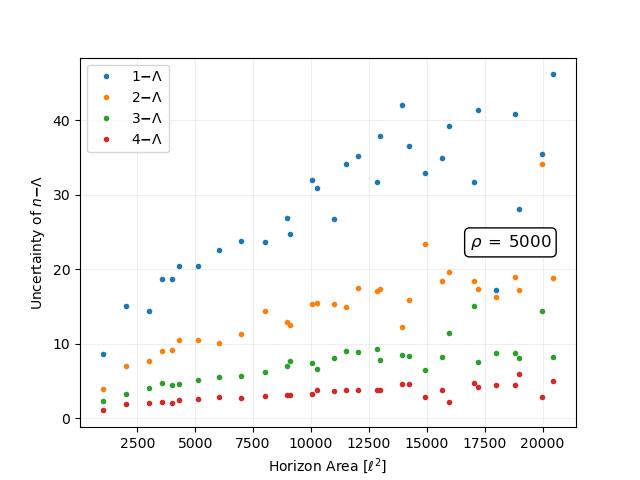 1−Λ
2−Λ
3−Λ
4−Λ
ρ = 5000
Uncertainty of n−Λ
0
10
20
30
40
2500
5000
7500
10000
12500
15000
17500
20000
Horizon Area [ℓ²]